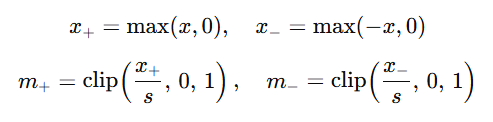 x₊ = max(x, 0),  x₋ = max(−x, 0)
m₊ = clip(x₊/s, 0, 1),  m₋ = clip(x₋/s, 0, 1)